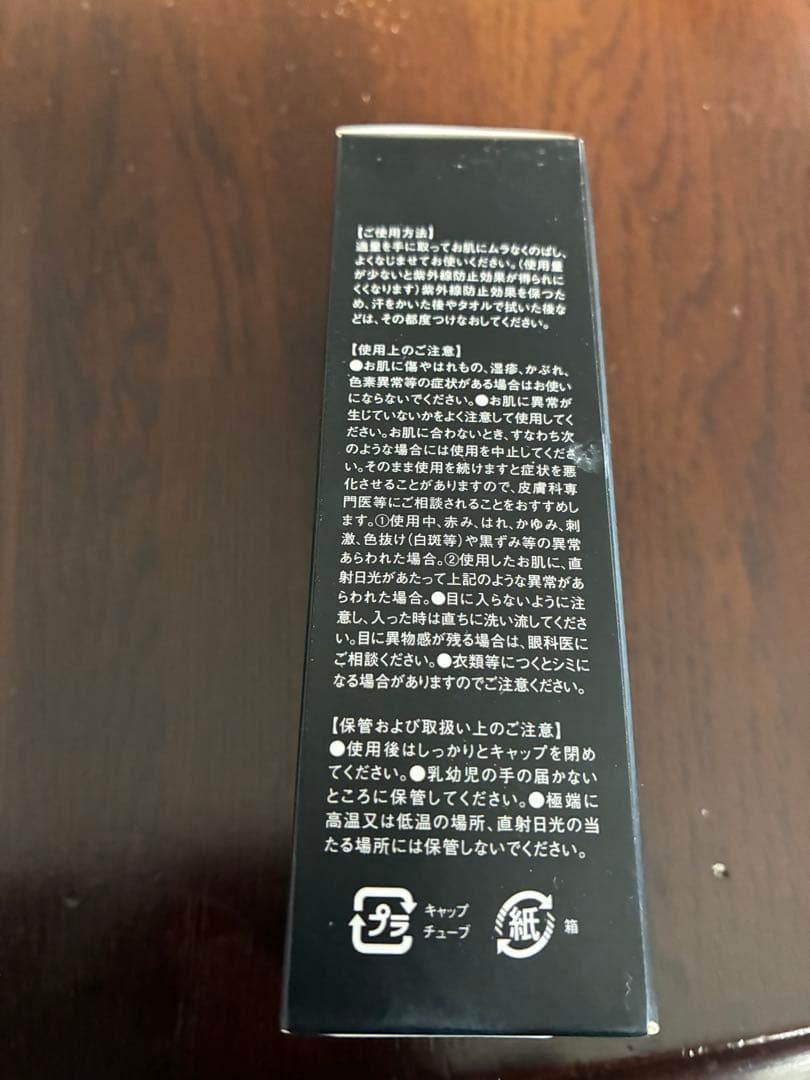 【ご使用方法】
適量を手に取ってお肌にムラなくのばし、
よくなじませてお使いください。(使用量
が少ないと紫外線防止効果が得られに
くくなります)紫外線防止効果を保つた
め、汗をかいた後やタオルで拭いた後な
どは、その都度つけなおしてください。
【使用上のご注意】
●お肌に傷やはれもの、湿疹、かぶれ、
色素異常等の症状がある場合はお使い
にならないでください。●お肌に異常が
生じていないかをよく注意して使用してく
ださい。お肌に合わないとき、すなわち次
のような場合には使用を中止してくださ
い。そのまま使用を続けますと症状を悪
化させることがありますので、皮膚科専
門医等にご相談されることをおすすめし
ます。①使用中、赤み、はれ、かゆみ、刺
激、色抜け(白斑等)や黒ずみ等の異常
があらわれた場合。②使用したお肌に、直
射日光があたって上記のような異常があ
らわれた場合。●目に入らないように注
意し、入った時は直ちに洗い流してくださ
い。目に異物感が残る場合は、眼科医に
ご相談ください。●衣類等につくとシミに
なる場合がありますのでご注意ください。
【保管および取扱い上のご注意】
●使用後はしっかりとキャップを閉め
てください。●乳幼児の手の届かない
ところに保管してください。●極端に
高温又は低温の場所、直射日光の当
たる場所には保管しないでください。
プラ キャップ
チューブ
紙 箱